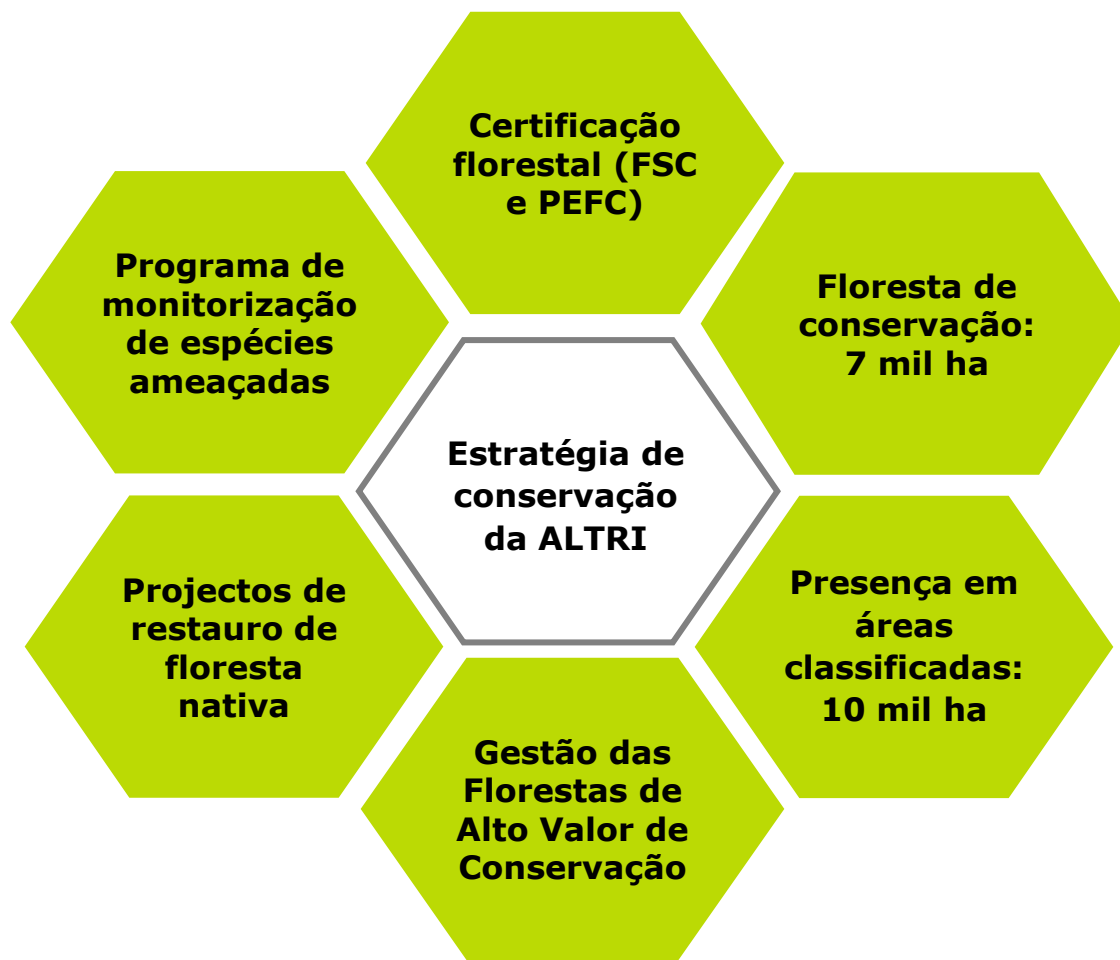 Certificação
florestal (FSC
e PEFC)
Programa de
monitorização
de espécies
ameaçadas
Floresta de
conservação:
7 mil ha
Estratégia de
conservação
da ALTRI
Projectos de
restauro de
floresta
nativa
Presença em
áreas
classificadas:
10 mil ha
Gestão das
Florestas de
Alto Valor de
Conservação